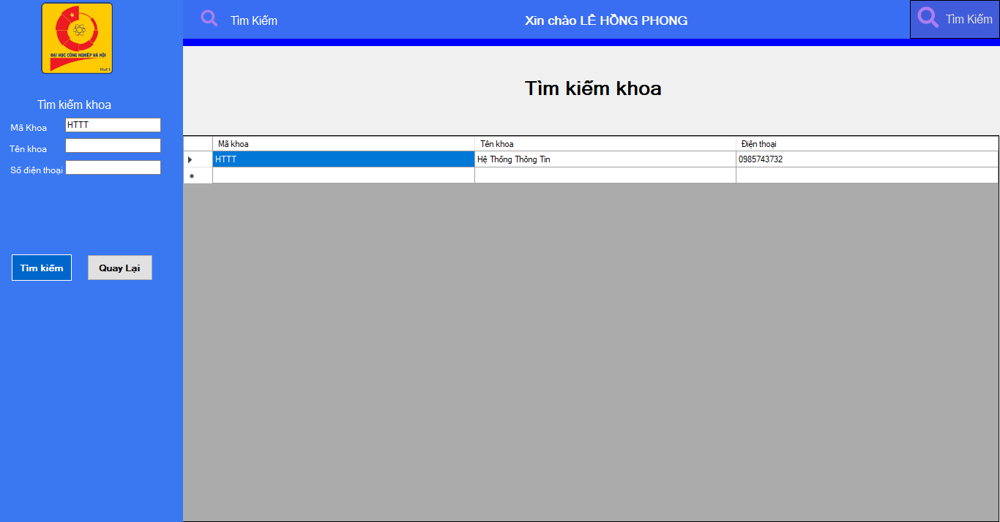 ĐẠI HỌC CÔNG NGHIỆP HÀ NỘI
HaUI
Tìm Kiếm
Xin chào LÊ HỒNG PHONG
Tìm Kiếm
Tìm kiếm khoa
Tìm kiếm khoa
Mã Khoa HTTT
Tên khoa
Số điện thoại
Tìm kiếm Quay Lại
Mã khoa Tên khoa Điện thoại
HTTT Hệ Thống Thông Tin 0985743732